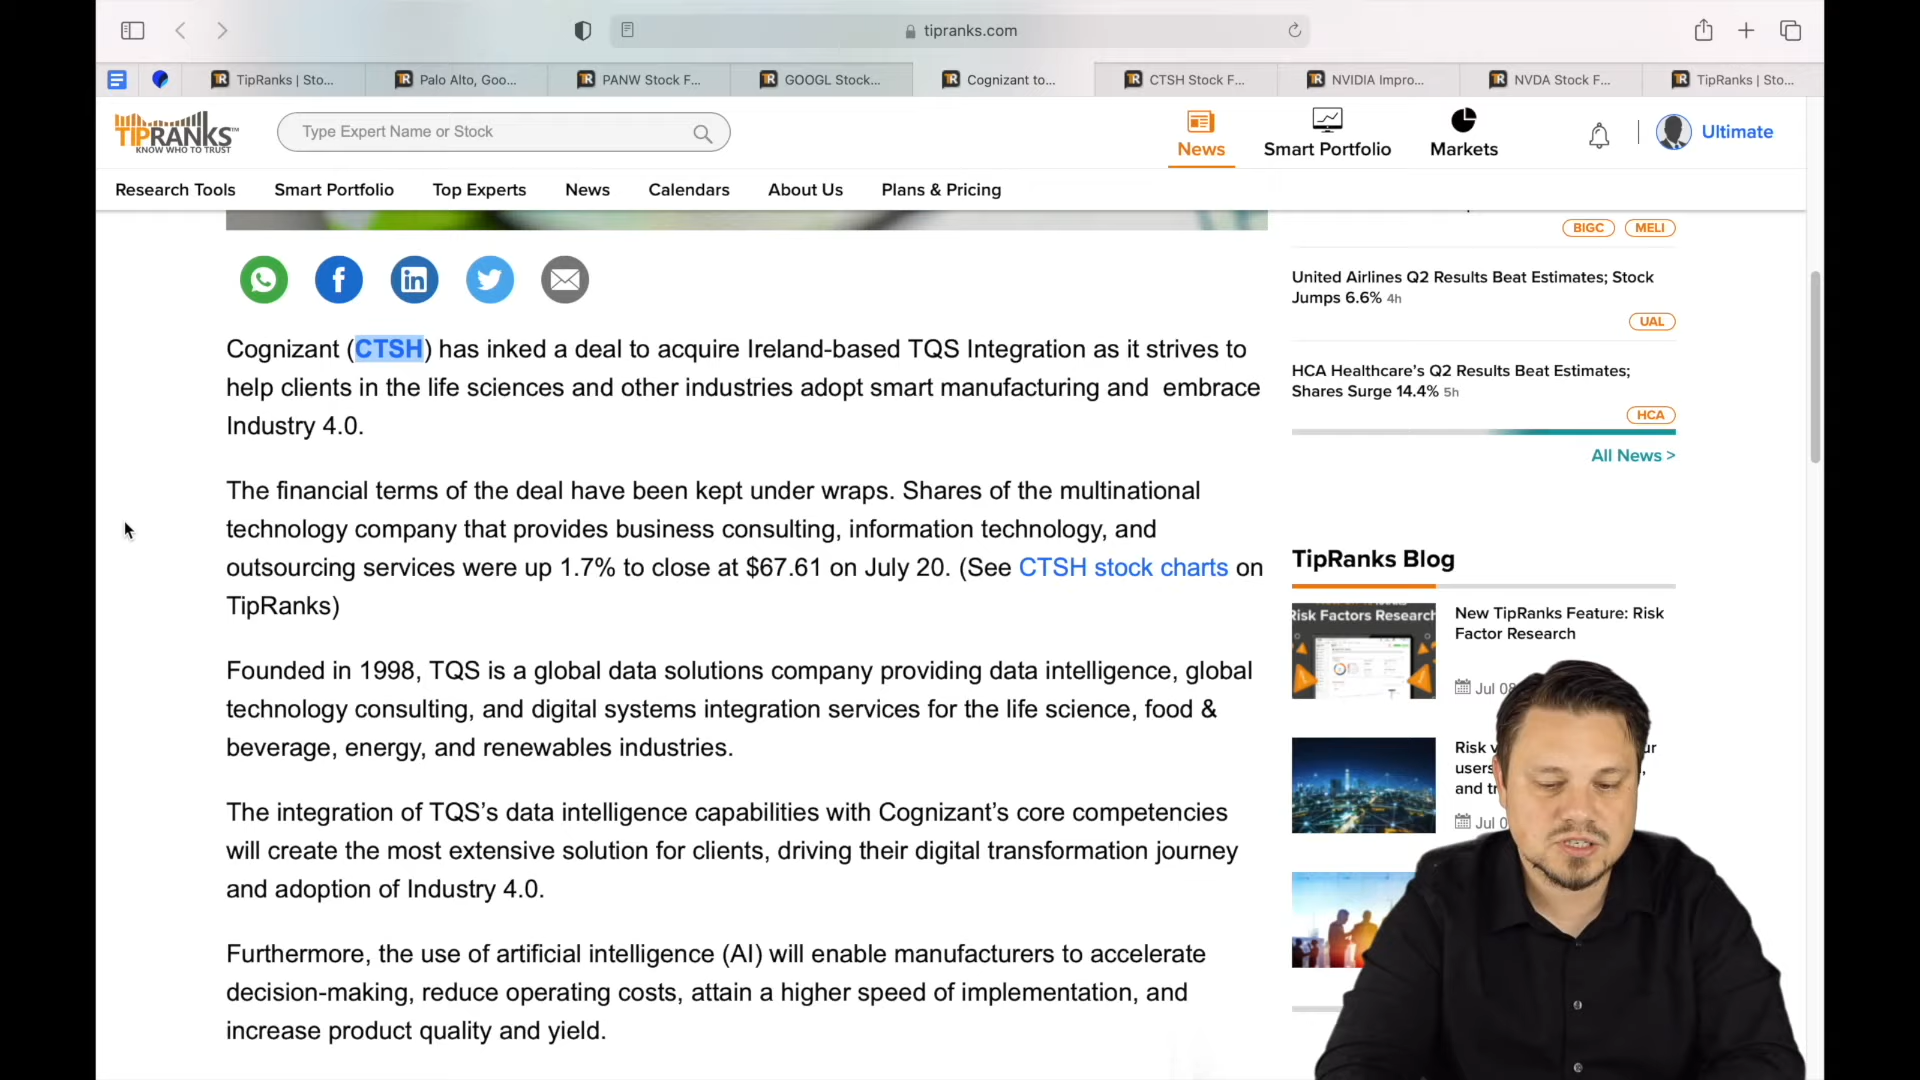 tipranks.com
TipRanks | Sto...
Palo Alto, Goo...
PANW Stock F...
GOOGL Stock...
Cognizant to...
CTSH Stock F...
NVIDIA Impro...
NVDA Stock F...
TipRanks | Sto...
TIPRANKS™
KNOW WHO TO TRUST
Type Expert Name or Stock
News
Smart Portfolio
Markets
Ultimate
Research Tools
Smart Portfolio
Top Experts
News
Calendars
About Us
Plans & Pricing
Cognizant (CTSH) has inked a deal to acquire Ireland-based TQS Integration as it strives to
help clients in the life sciences and other industries adopt smart manufacturing and embrace
Industry 4.0.
The financial terms of the deal have been kept under wraps. Shares of the multinational
technology company that provides business consulting, information technology, and
outsourcing services were up 1.7% to close at $67.61 on July 20. (See CTSH stock charts on
TipRanks)
Founded in 1998, TQS is a global data solutions company providing data intelligence, global
technology consulting, and digital systems integration services for the life science, food &
beverage, energy, and renewables industries.
The integration of TQS’s data intelligence capabilities with Cognizant’s core competencies
will create the most extensive solution for clients, driving their digital transformation journey
and adoption of Industry 4.0.
Furthermore, the use of artificial intelligence (AI) will enable manufacturers to accelerate
decision-making, reduce operating costs, attain a higher speed of implementation, and
increase product quality and yield.
BIGC MELI
United Airlines Q2 Results Beat Estimates; Stock
Jumps 6.6% 4h
UAL
HCA Healthcare’s Q2 Results Beat Estimates;
Shares Surge 14.4% 5h
HCA
All News >
TipRanks Blog
Risk Factors Research
New TipRanks Feature: Risk
Factor Research
Jul 08
Risk
users
and
Jul